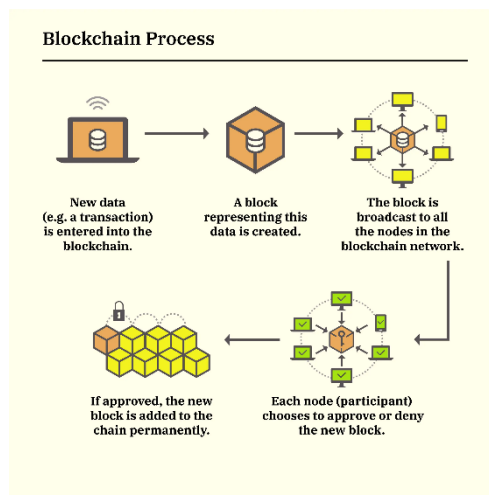 Blockchain Process
New data
(e.g. a transaction)
is entered into the
blockchain.
A block
representing this
data is created.
The block is
broadcast to all
the nodes in the
blockchain network.
If approved, the new
block is added to the
chain permanently.
Each node (participant)
chooses to approve or deny
the new block.